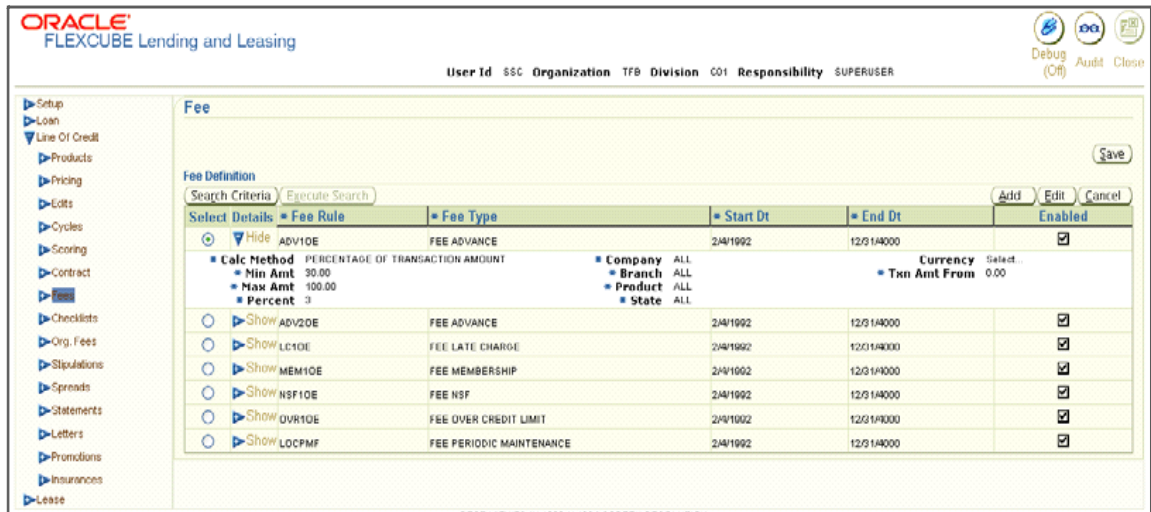 ORACLE'
FLEXCUBE Lending and Leasing
Debug (Off) Audit Close
User Id SSC Organization TFB Division C01 Responsibility SUPERUSER
Setup
Loan
Line Of Credit
Products
Pricing
Edits
Cycles
Scoring
Contract
Fees
Checklists
Org. Fees
Stipulations
Spreads
Statements
Letters
Promotions
Insurances
Lease
Fee
Save
Fee Definition
Search Criteria Execute Search Add Edit Cancel
Select Details Fee Rule Fee Type Start Dt End Dt Enabled
Hide ADV1OE FEE ADVANCE 2/4/1992 12/31/4000
Calc Method PERCENTAGE OF TRANSACTION AMOUNT Company ALL Currency Select...
Min Amt 30.00 Branch ALL Txn Amt From 0.00
Max Amt 100.00 Product ALL
Percent 3 State ALL
Show ADV2OE FEE ADVANCE 2/4/1992 12/31/4000
Show LC1OE FEE LATE CHARGE 2/4/1992 12/31/4000
Show MEM1OE FEE MEMBERSHIP 2/4/1992 12/31/4000
Show NSF1OE FEE NSF 2/4/1992 12/31/4000
Show OVR1OE FEE OVER CREDIT LIMIT 2/4/1992 12/31/4000
Show LOCPMF FEE PERIODIC MAINTENANCE 2/4/1992 12/31/4000